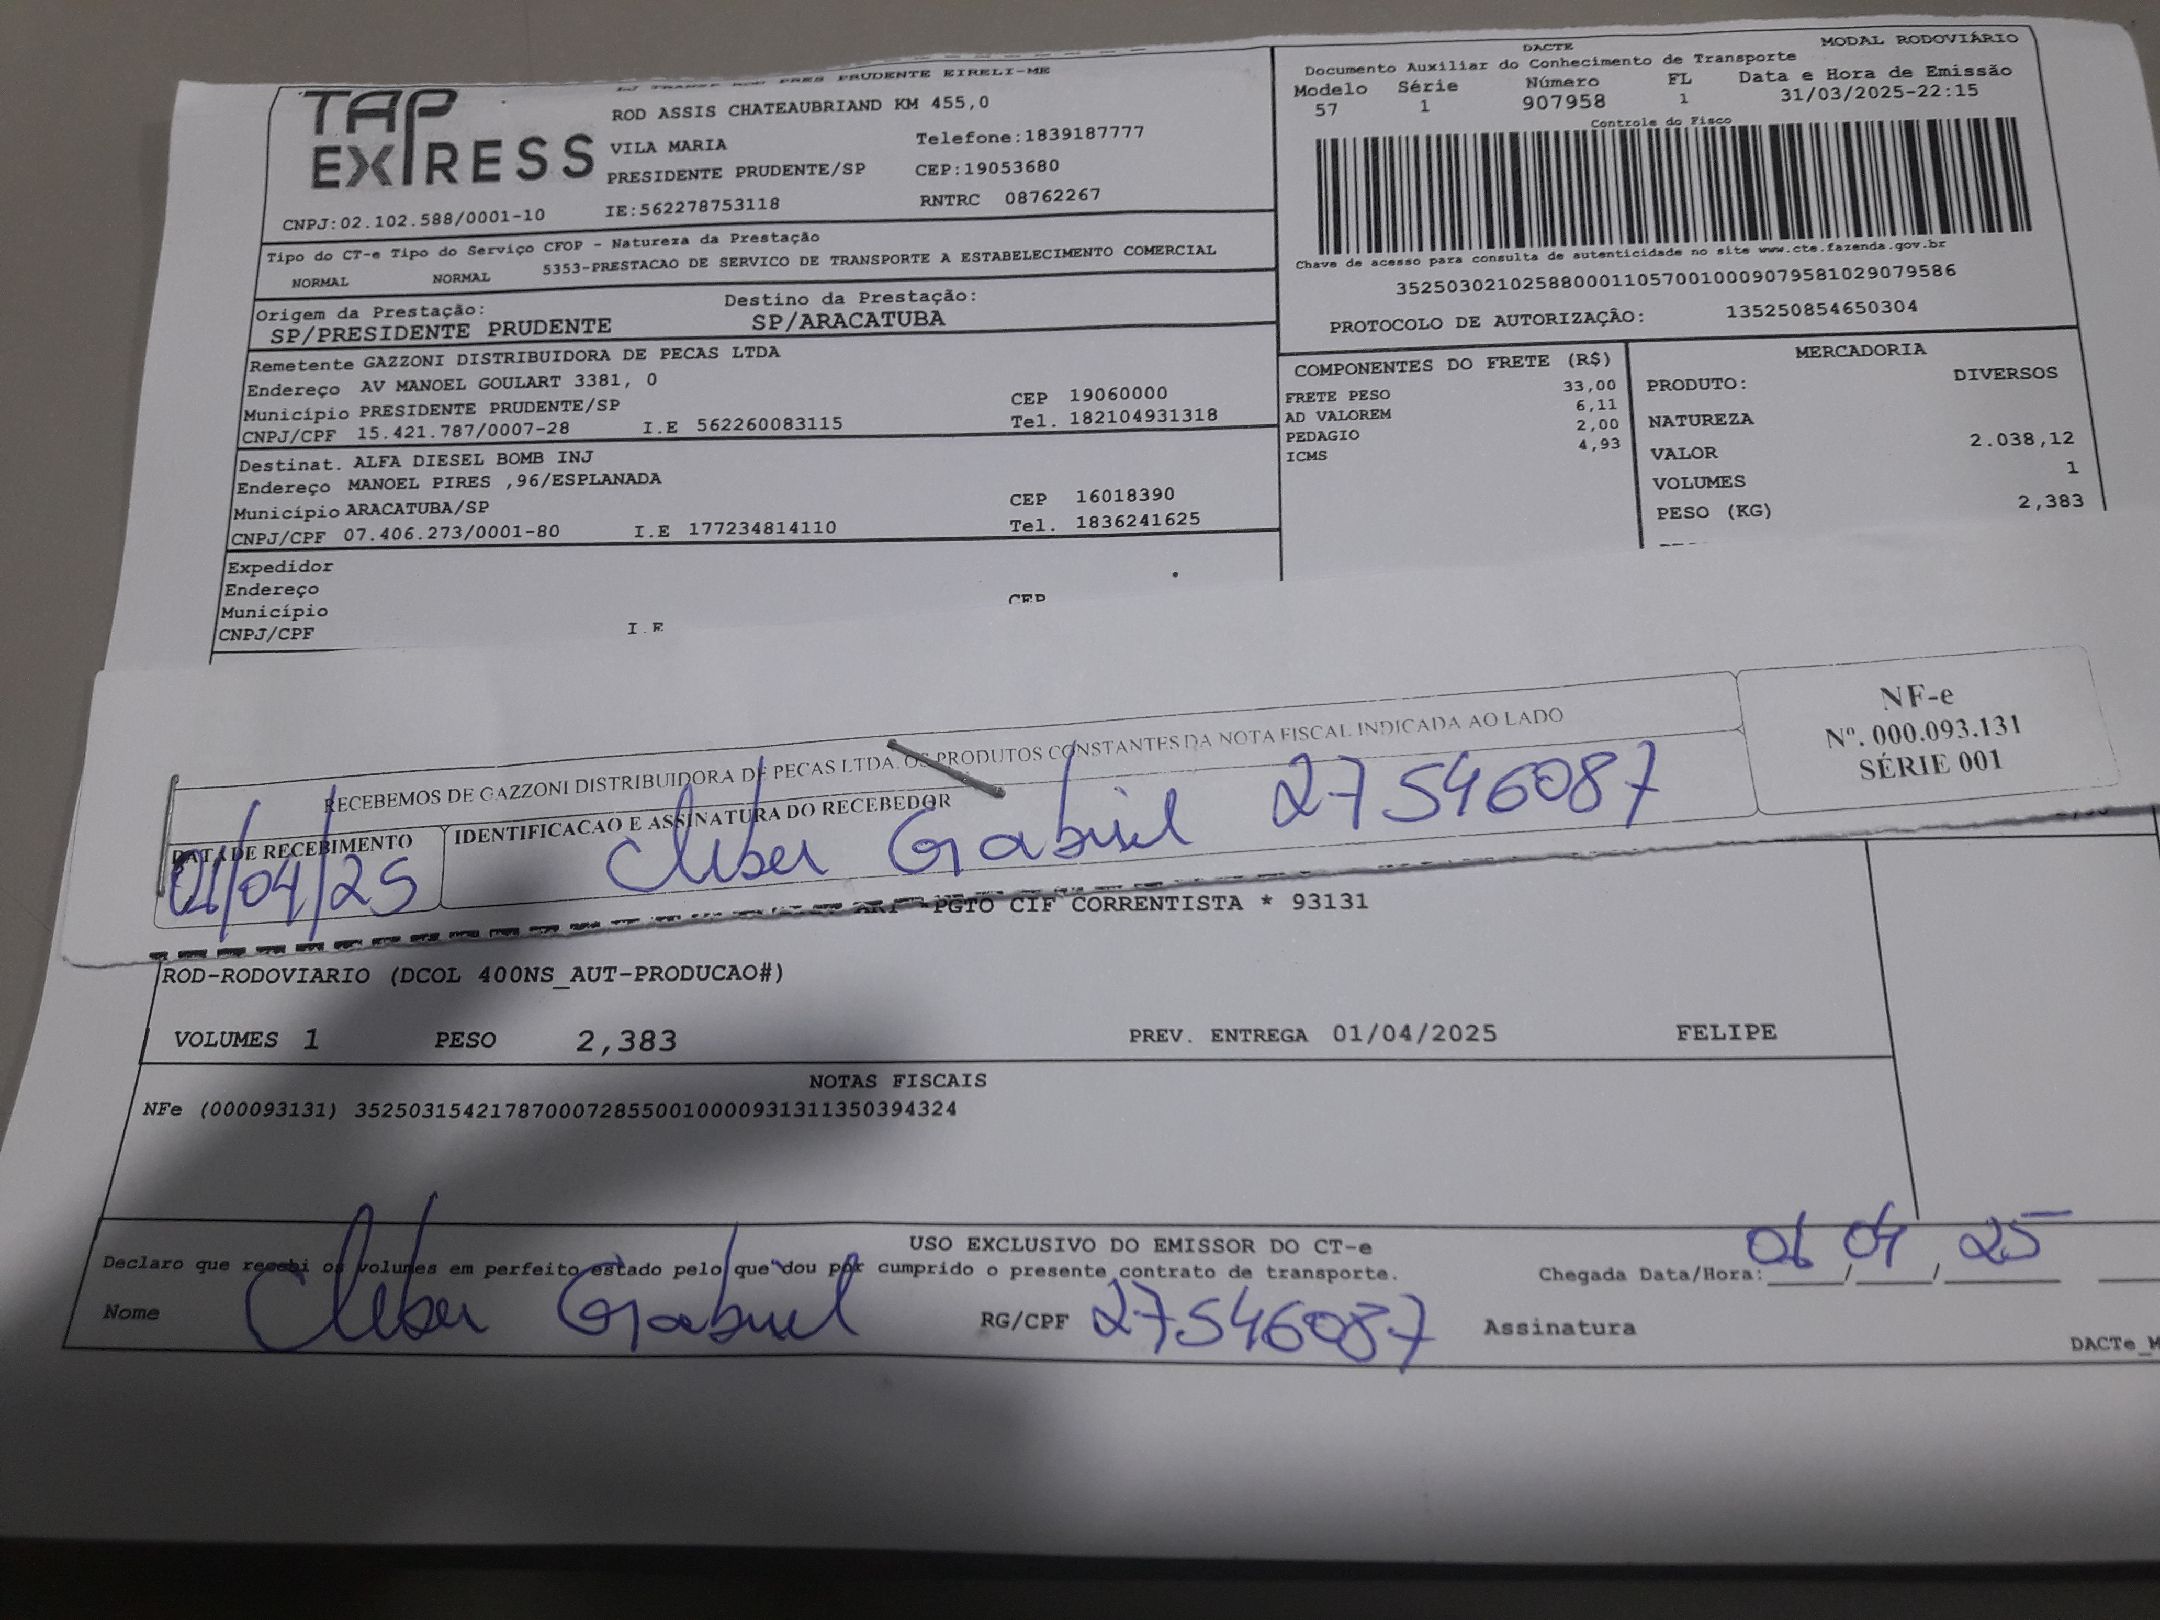 TAP EXPRESS
PRES PRUDENTE EIRELI-ME
ROD ASSIS CHATEAUBRIAND KM 455,0
VILA MARIA Telefone:1839187777
PRESIDENTE PRUDENTE/SP CEP:19053680
CNPJ:02.102.588/0001-10 IE:562278753118 RNTRC 08762267
Tipo do CT-e Tipo do Serviço CFOP - Natureza da Prestação
NORMAL NORMAL 5353-PRESTACAO DE SERVICO DE TRANSPORTE A ESTABELECIMENTO COMERCIAL
Origem da Prestação: Destino da Prestação:
SP/PRESIDENTE PRUDENTE SP/ARACATUBA
Remetente GAZZONI DISTRIBUIDORA DE PECAS LTDA
Endereço AV MANOEL GOULART 3381, 0
Município PRESIDENTE PRUDENTE/SP CEP 19060000
CNPJ/CPF 15.421.787/0007-28 I.E 562260083115 Tel. 182104931318
Destinat. ALFA DIESEL BOMB INJ
Endereço MANOEL PIRES ,96/ESPLANADA
Município ARACATUBA/SP CEP 16018390
CNPJ/CPF 07.406.273/0001-80 I.E 177234814110 Tel. 1836241625
Expedidor
Endereço
Município CEP
CNPJ/CPF I.E
DACTE MODAL RODOVIÁRIO
Documento Auxiliar do Conhecimento de Transporte
Modelo Série Número FL Data e Hora de Emissão
57 1 907958 1 31/03/2025-22:15
Controle do Fisco
Chave de acesso para consulta de autenticidade no site www.cte.fazenda.gov.br
35250302102588000110570010009079581029079586
PROTOCOLO DE AUTORIZAÇÃO: 135250854650304
COMPONENTES DO FRETE (R$)
FRETE PESO 33,00
AD VALOREM 6,11
PEDAGIO 2,00
ICMS 4,93
MERCADORIA
PRODUTO: DIVERSOS
NATUREZA
VALOR 2.038,12
VOLUMES 1
PESO (KG) 2,383
RECEBEMOS DE GAZZONI DISTRIBUIDORA DE PECAS LTDA. OS PRODUTOS CONSTANTES DA NOTA FISCAL INDICADA AO LADO
DATA DE RECEBIMENTO IDENTIFICACAO E ASSINATURA DO RECEBEDOR
01/04/25 Cleber Gabriel 27546087
NF-e
Nº. 000.093.131
SÉRIE 001
PGTO CIF CORRENTISTA * 93131
ROD-RODOVIARIO (DCOL 400NS_AUT-PRODUCAO#)
VOLUMES 1 PESO 2,383 PREV. ENTREGA 01/04/2025 FELIPE
NOTAS FISCAIS
NFe (000093131) 35250315421787000728550010000931311350394324
USO EXCLUSIVO DO EMISSOR DO CT-e
Declaro que recebi os volumes em perfeito estado pelo que dou por cumprido o presente contrato de transporte. Chegada Data/Hora: 01/04/25
Nome Cleber Gabriel RG/CPF 27546087 Assinatura
DACTe_M